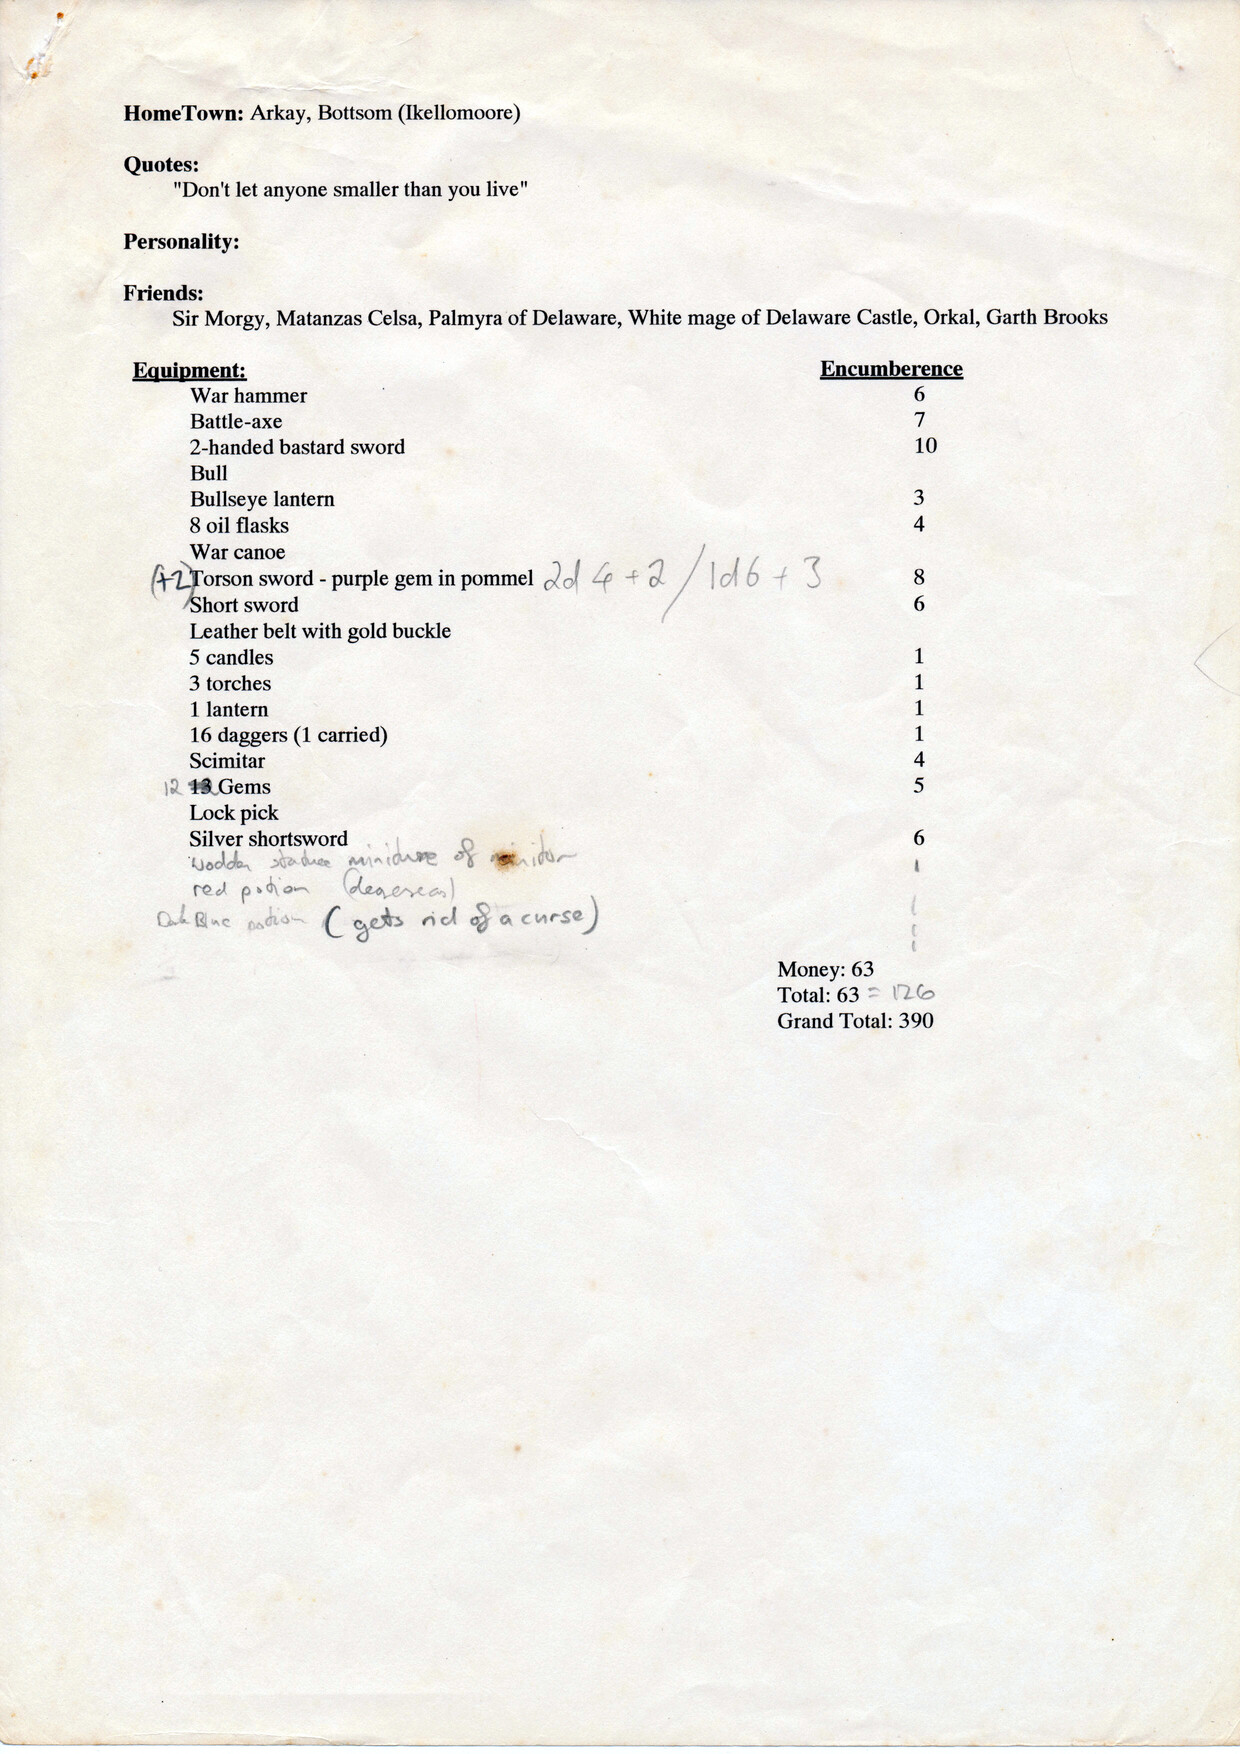 HomeTown: Arkay, Bottsom (Ikellomoore)
Quotes:
"Don't let anyone smaller than you live"
Personality:
Friends:
Sir Morgy, Matanzas Celsa, Palmyra of Delaware, White mage of Delaware Castle, Orkal, Garth Brooks
Equipment: Encumberence
War hammer 6
Battle-axe 7
2-handed bastard sword 10
Bull
Bullseye lantern 3
8 oil flasks 4
War canoe
(+2) Torson sword - purple gem in pommel 2d4+2 / 1d6+3 8
Short sword 6
Leather belt with gold buckle
5 candles 1
3 torches 1
1 lantern 1
16 daggers (1 carried) 1
Scimitar 4
12 13 Gems 5
Lock pick
Silver shortsword 6
statue of 1
red potion 1
Dark Blue potion (gets rid of a curse) 1
1
Money: 63
Total: 63 = 126
Grand Total: 390